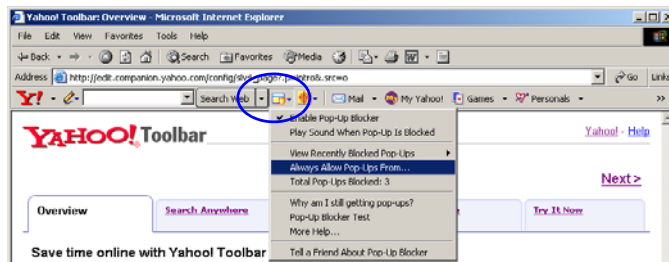 Yahoo! Toolbar: Overview - Microsoft Internet Explorer
File Edit View Favorites Tools Help
Back Search Favorites Media
Address http://edit.companion.yahoo.com/config/slv4_page?.p=intro&.src=o Go Links
Y! Search Web Mail My Yahoo! Games Personals »
Enable Pop-Up Blocker
Play Sound When Pop-Up Is Blocked
YAHOO! Toolbar Yahoo! - Help
View Recently Blocked Pop-Ups
Always Allow Pop-Ups From...
Total Pop-Ups Blocked: 3
Next >
Why am I still getting pop-ups?
Overview Search Anywhere Try It Now
Pop-Up Blocker Test
More Help...
Save time online with Yahoo! Toolbar
Tell a Friend About Pop-Up Blocker